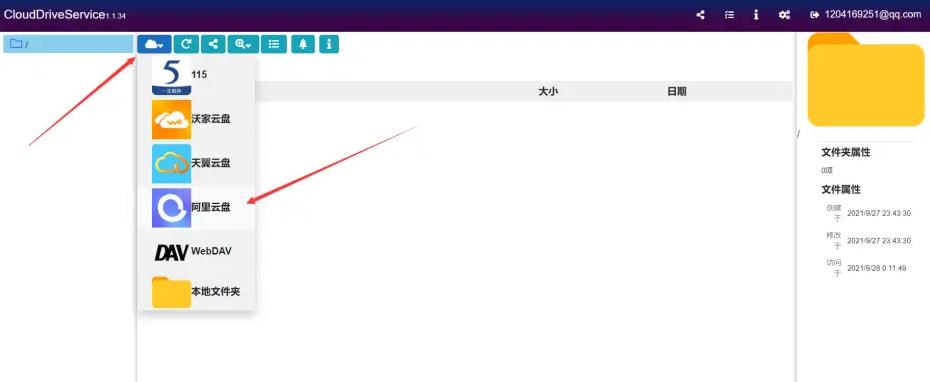 CloudDriveService1.1.34
1204169251@qq.com
/
5
一生相伴
115
沃家云盘
天翼云盘
阿里云盘
DAV WebDAV
本地文件夹
大小 日期
/
文件夹属性
0项
文件属性
创建于 2021/9/27 23:43:30
修改于 2021/9/27 23:43:30
访问于 2021/9/28 0:11:49